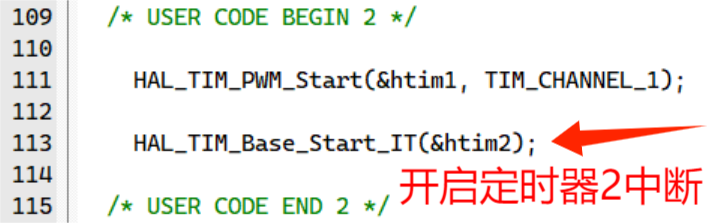 109 /* USER CODE BEGIN 2 */
110
111 HAL_TIM_PWM_Start(&htim1, TIM_CHANNEL_1);
112
113 HAL_TIM_Base_Start_IT(&htim2);
114
开启定时器2中断
115 /* USER CODE END 2 */